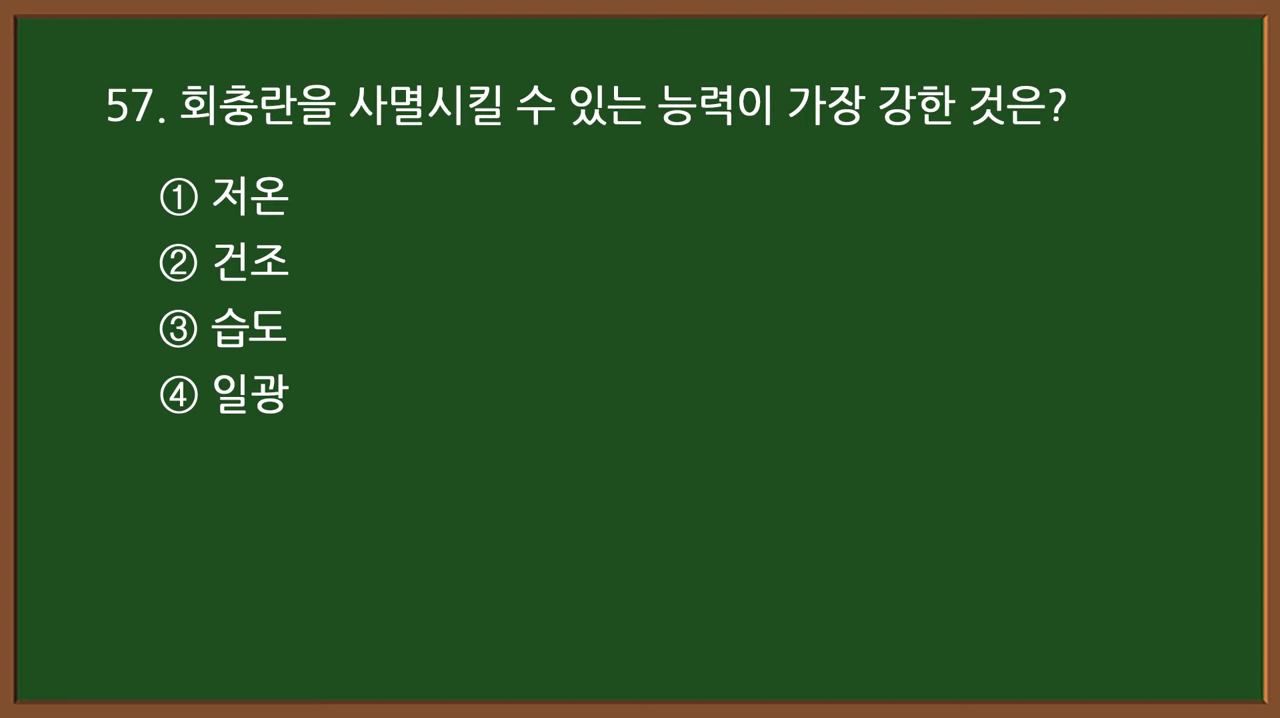 57. 회충란을 사멸시킬 수 있는 능력이 가장 강한 것은?
① 저온
② 건조
③ 습도
④ 일광